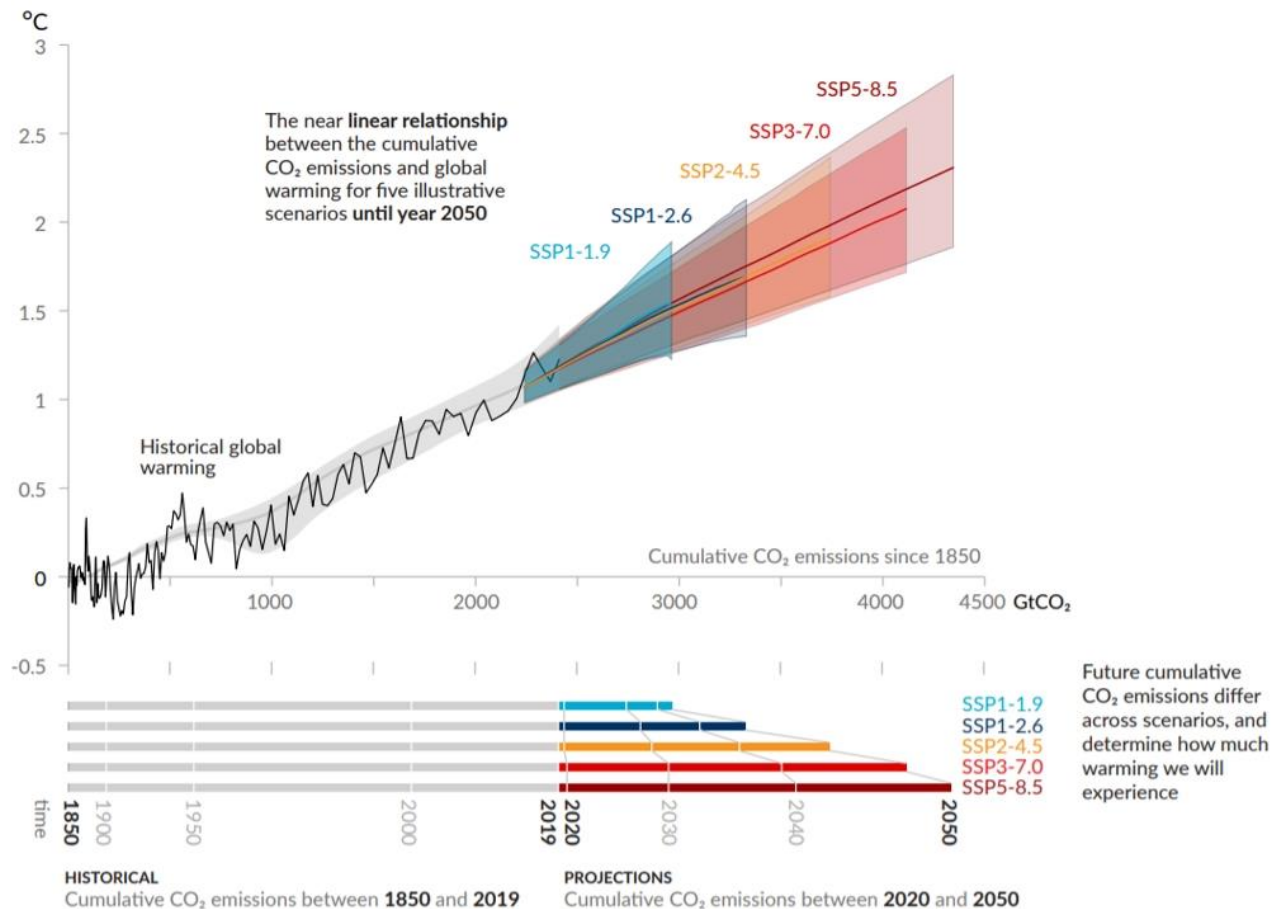 °C
3
SSP5-8.5
The near linear relationship
between the cumulative
CO₂ emissions and global
warming for five illustrative
scenarios until year 2050
2.5
SSP3-7.0
SSP2-4.5
SSP1-2.6
2
SSP1-1.9
1.5
1
Historical global
warming
0.5
Cumulative CO₂ emissions since 1850
0
1000
2000
3000
4000
4500 GtCO₂
-0.5
Future cumulative
CO₂ emissions differ
across scenarios, and
determine how much
warming we will
experience
SSP1-1.9
SSP1-2.6
SSP2-4.5
SSP3-7.0
SSP5-8.5
time
1850
1900
1950
2000
2019
2020
2030
2040
2050
HISTORICAL
Cumulative CO₂ emissions between 1850 and 2019
PROJECTIONS
Cumulative CO₂ emissions between 2020 and 2050